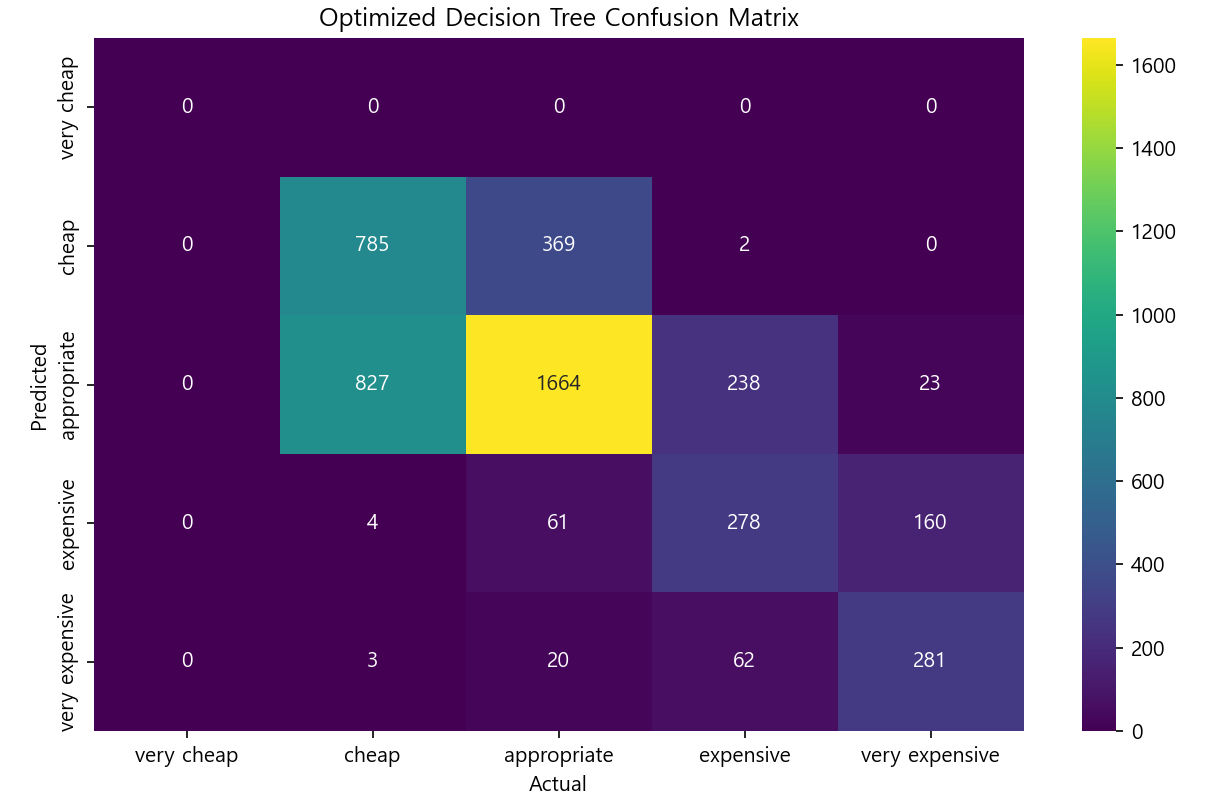 Optimized Decision Tree Confusion Matrix
Predicted
very cheap
0 0 0 0 0
cheap
0 785 369 2 0
appropriate
0 827 1664 238 23
expensive
0 4 61 278 160
very expensive
0 3 20 62 281
very cheap cheap appropriate expensive very expensive
Actual
1600
1400
1200
1000
800
600
400
200
0